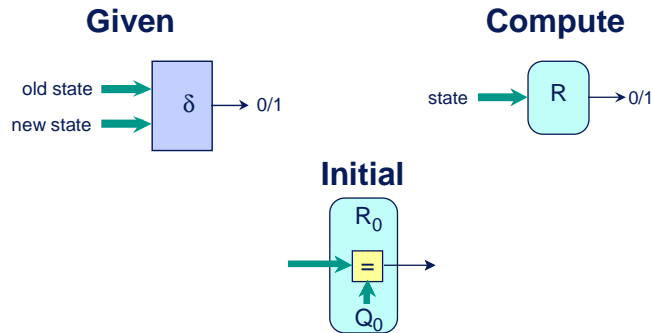 Given
Compute
old state
new state
δ
0/1
state
R
0/1
Initial
R0
=
Q0